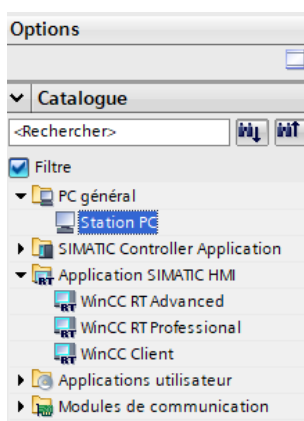 Options
Catalogue
<Rechercher>
Filtre
PC général
Station PC
SIMATIC Controller Application
Application SIMATIC HMI
WinCC RT Advanced
WinCC RT Professional
WinCC Client
Applications utilisateur
Modules de communication